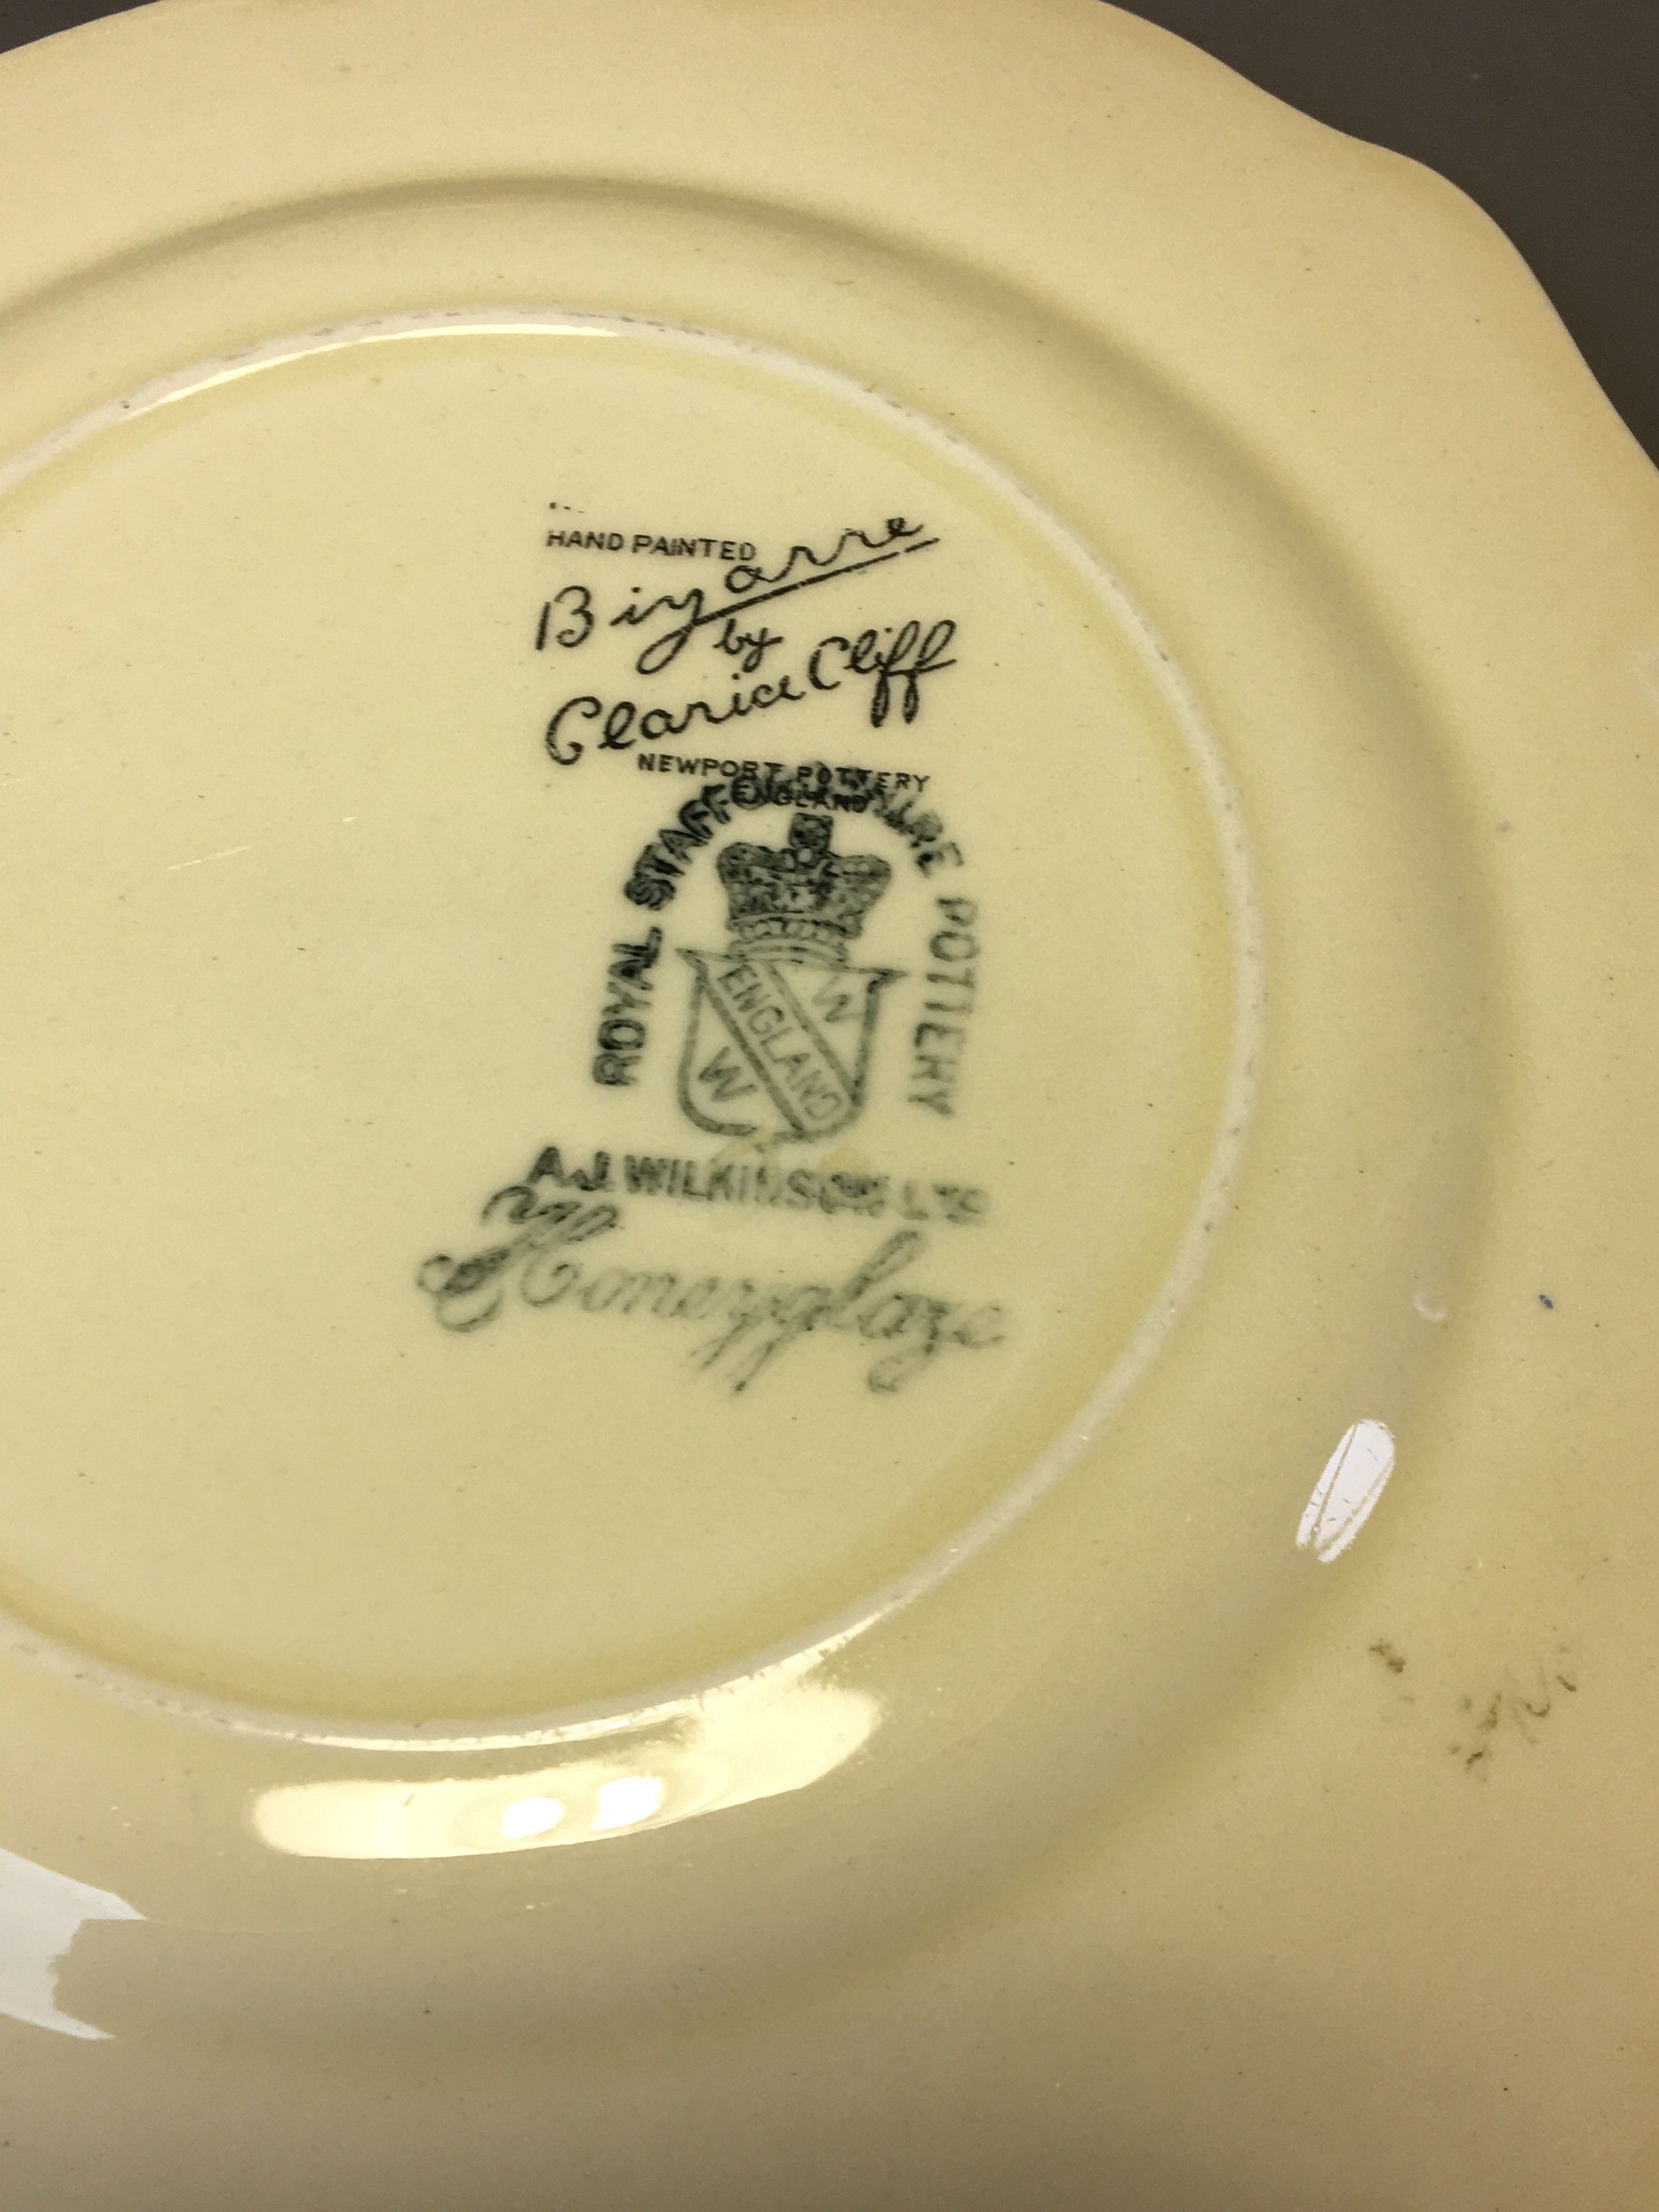 HAND PAINTED
Bizarre
by
Clarice Cliff
NEWPORT POTTERY
ENGLAND
ROYAL STAFFORDSHIRE POTTERY
W ENGLAND W
A.J. WILKINSON LTD
Honeyglaze